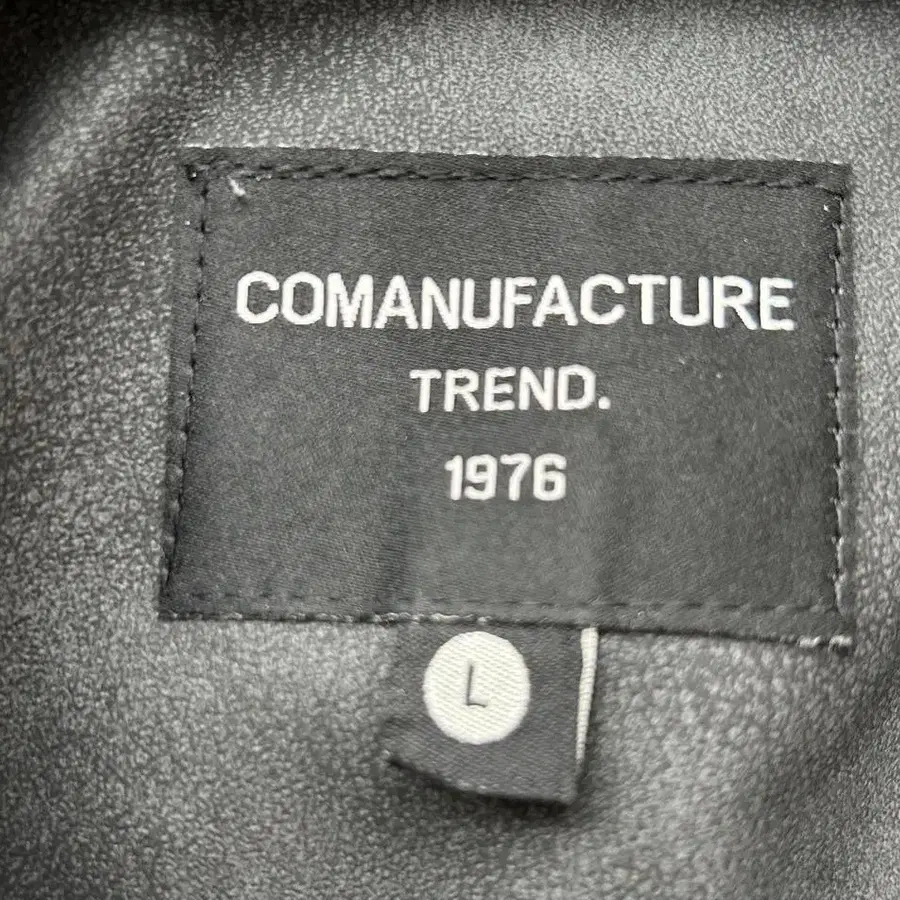 COMANUFACTURE
TREND.
1976
L